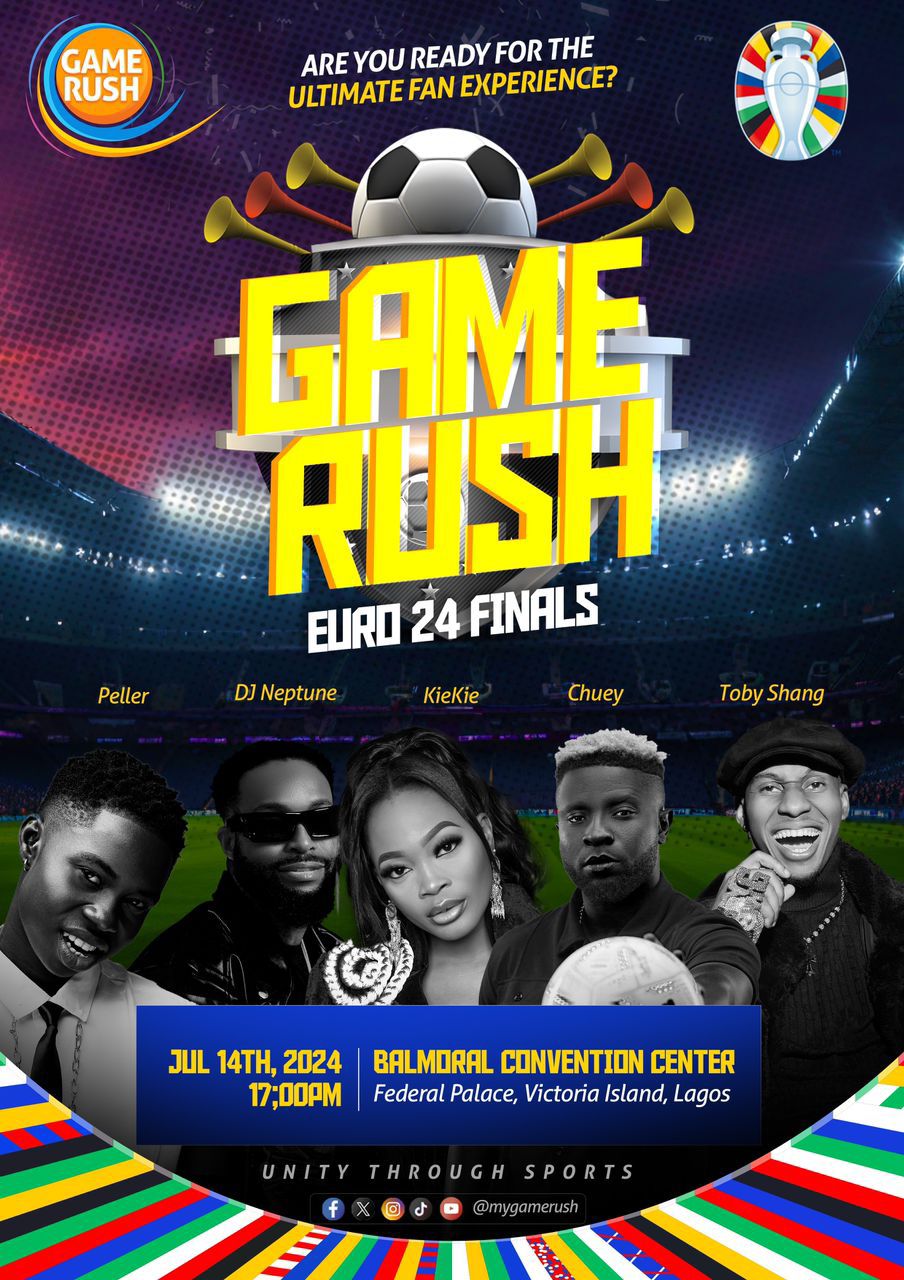 GAME
RUSH
ARE YOU READY FOR THE
ULTIMATE FAN EXPERIENCE?
TM
GAME
RUSH
EURO 24 FINALS
Peller
DJ Neptune
KieKie
Chuey
Toby Shang
JUL 14TH, 2024
17;00PM
BALMORAL CONVENTION CENTER
Federal Palace, Victoria Island, Lagos
UNITY THROUGH SPORTS
@mygamerush